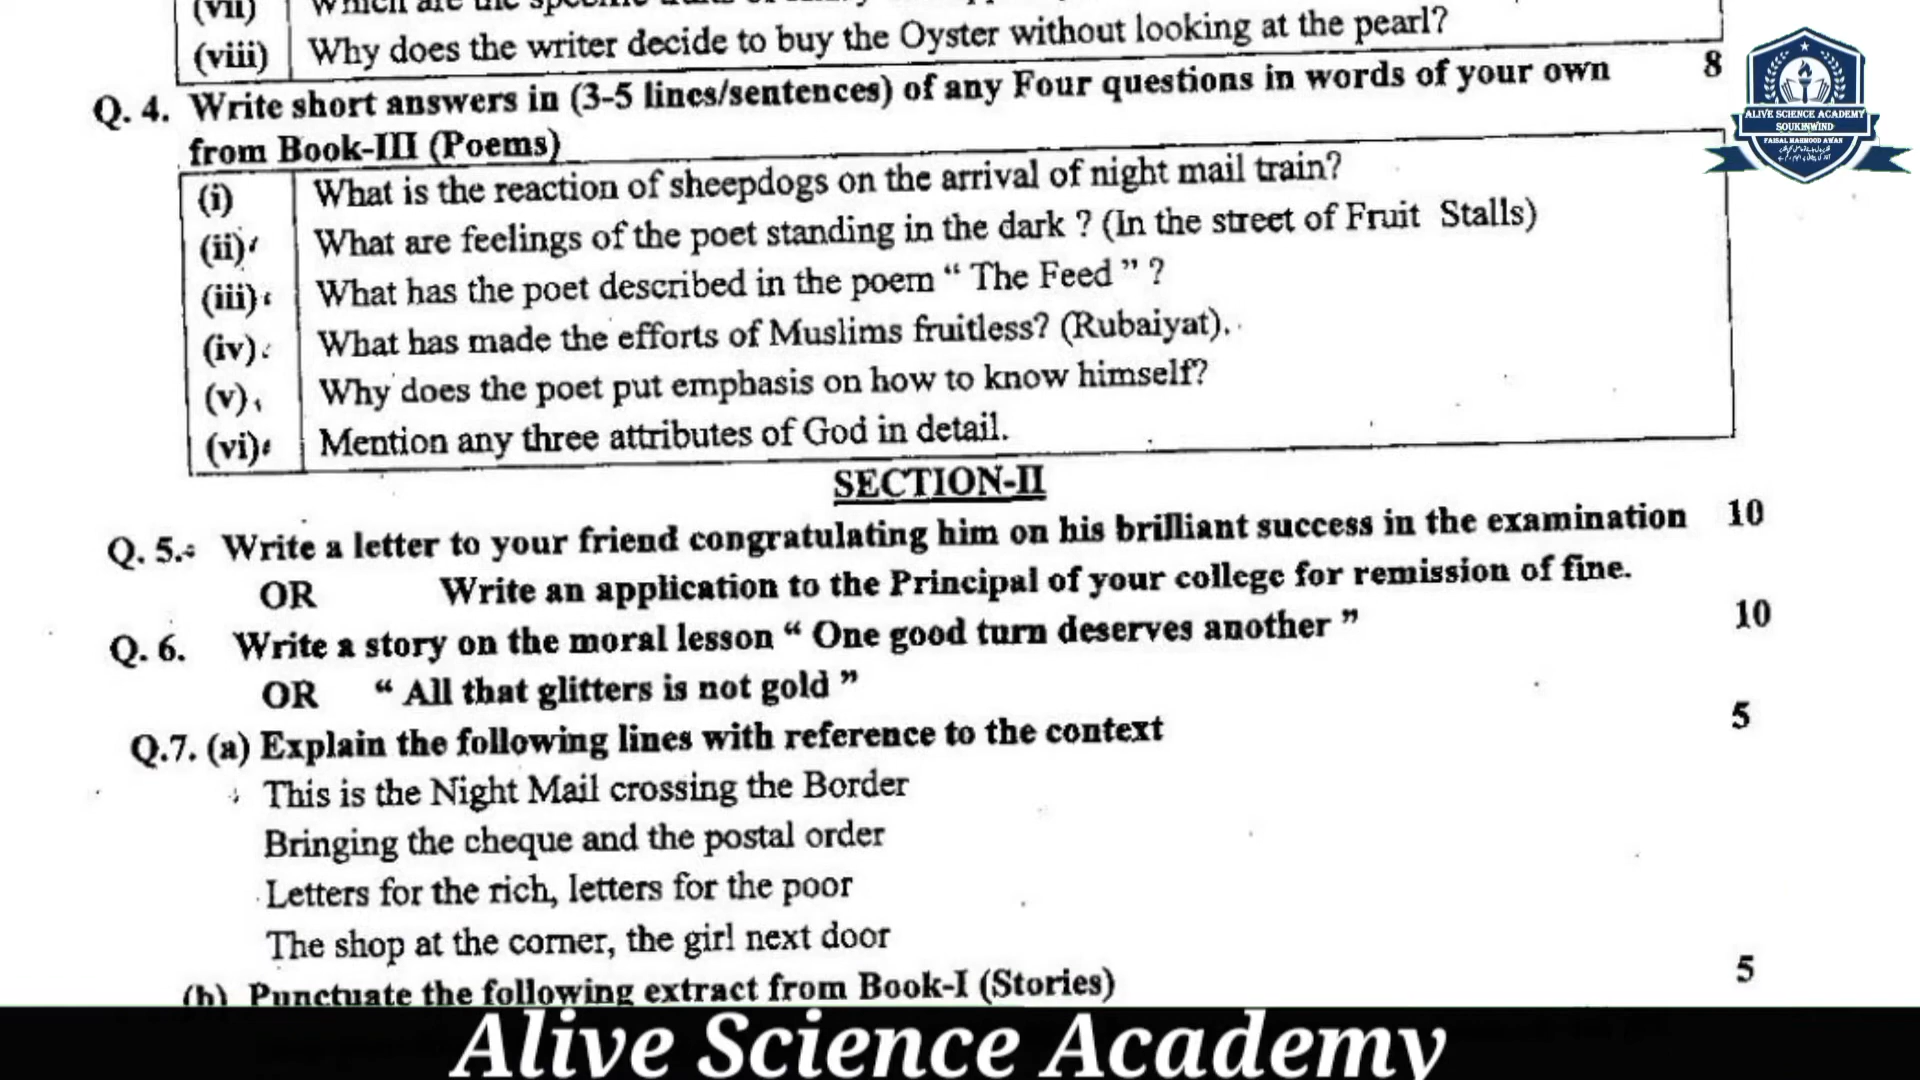 (vii)
(viii) Why does the writer decide to buy the Oyster without looking at the pearl?
Q. 4. Write short answers in (3-5 lines/sentences) of any Four questions in words of your own 8
from Book-III (Poems)
(i) What is the reaction of sheepdogs on the arrival of night mail train?
(ii) What are feelings of the poet standing in the dark ? (In the street of Fruit Stalls)
(iii) What has the poet described in the poem “ The Feed ” ?
(iv) What has made the efforts of Muslims fruitless? (Rubaiyat).
(v) Why does the poet put emphasis on how to know himself?
(vi) Mention any three attributes of God in detail.
SECTION-II
Q. 5. Write a letter to your friend congratulating him on his brilliant success in the examination 10
OR Write an application to the Principal of your college for remission of fine.
Q. 6. Write a story on the moral lesson “ One good turn deserves another ” 10
OR “ All that glitters is not gold ”
Q.7. (a) Explain the following lines with reference to the context 5
This is the Night Mail crossing the Border
Bringing the cheque and the postal order
Letters for the rich, letters for the poor
The shop at the corner, the girl next door
(b) Punctuate the following extract from Book-I (Stories) 5
Alive Science Academy
ALIVE SCIENCE ACADEMY
SOUKINWIND
FAISAL MAHMOOD AWAN